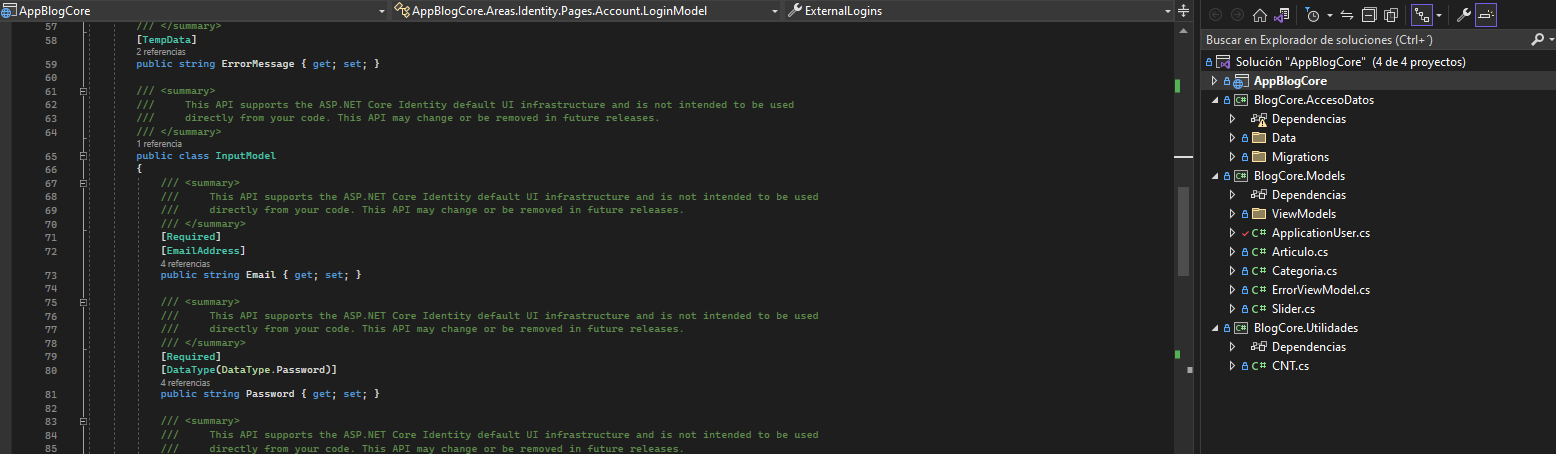 AppBlogCore
AppBlogCore.Areas.Identity.Pages.Account.LoginModel
ExternalLogins
57 /// </summary>
58 [TempData]
2 referencias
59 public string ErrorMessage { get; set; }
60
61 /// <summary>
62 /// This API supports the ASP.NET Core Identity default UI infrastructure and is not intended to be used
63 /// directly from your code. This API may change or be removed in future releases.
64 /// </summary>
1 referencia
65 public class InputModel
66 {
67 /// <summary>
68 /// This API supports the ASP.NET Core Identity default UI infrastructure and is not intended to be used
69 /// directly from your code. This API may change or be removed in future releases.
70 /// </summary>
71 [Required]
72 [EmailAddress]
4 referencias
73 public string Email { get; set; }
74
75 /// <summary>
76 /// This API supports the ASP.NET Core Identity default UI infrastructure and is not intended to be used
77 /// directly from your code. This API may change or be removed in future releases.
78 /// </summary>
79 [Required]
80 [DataType(DataType.Password)]
4 referencias
81 public string Password { get; set; }
82
83 /// <summary>
84 /// This API supports the ASP.NET Core Identity default UI infrastructure and is not intended to be used
85 /// directly from your code. This API may change or be removed in future releases.
Buscar en Explorador de soluciones (Ctrl+´)
Solución "AppBlogCore" (4 de 4 proyectos)
AppBlogCore
C# BlogCore.AccesoDatos
Dependencias
Data
Migrations
C# BlogCore.Models
Dependencias
ViewModels
C# ApplicationUser.cs
C# Articulo.cs
C# Categoria.cs
C# ErrorViewModel.cs
C# Slider.cs
C# BlogCore.Utilidades
Dependencias
C# CNT.cs